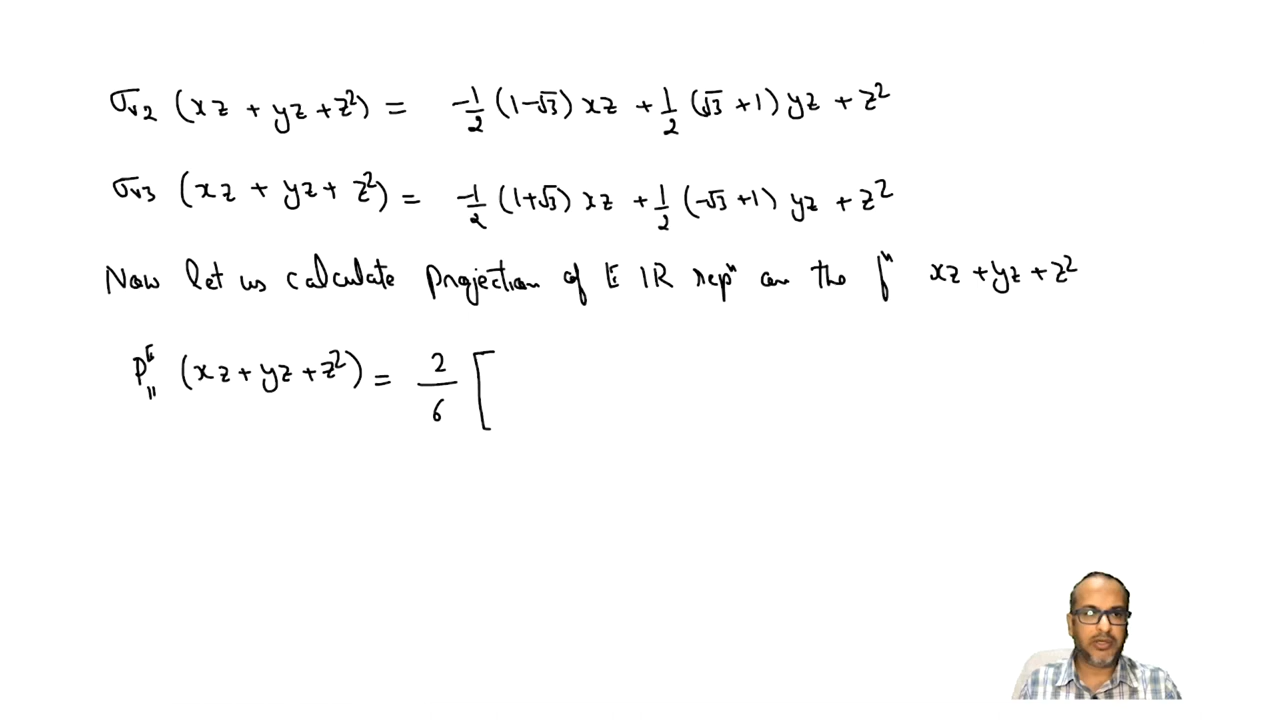 σv2 (xz + yz + z²) = -1/2 (1-√3) xz + 1/2 (√3 + 1) yz + z²
σv3 (xz + yz + z²) = -1/2 (1+√3) xz + 1/2 (-√3 + 1) yz + z²
Now let us calculate projection of E IR repⁿ on the fⁿ xz + yz + z²
P₁₁ᴱ (xz + yz + z²) = 2/6 [